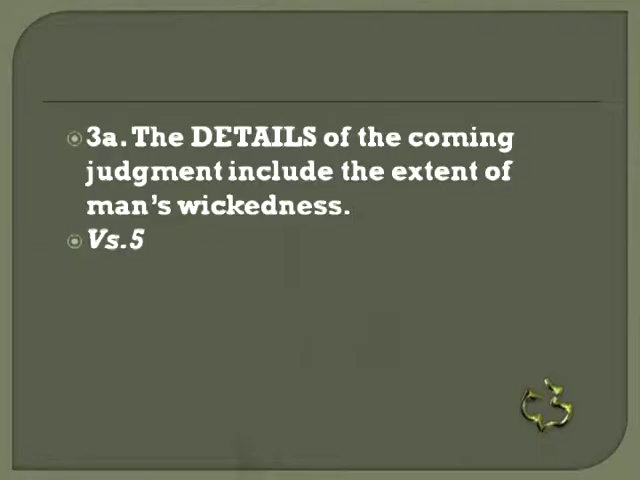 3a. The DETAILS of the coming
judgment include the extent of
man’s wickedness.
Vs.5